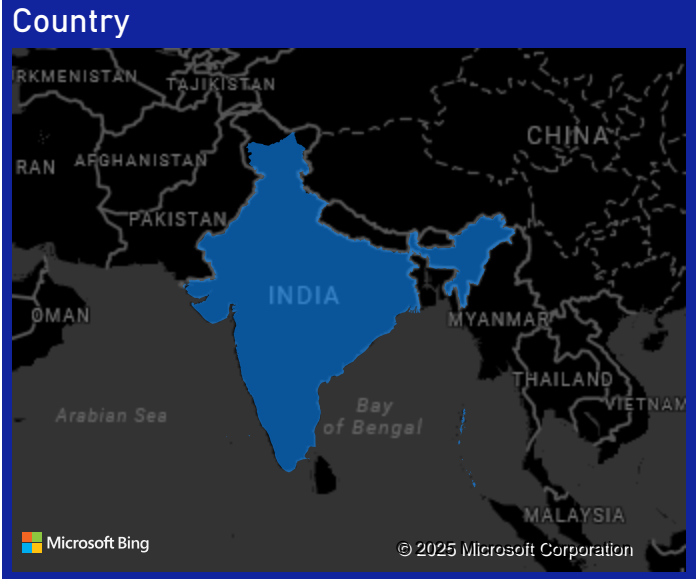 Country
RKMENISTAN
TAJIKISTAN
CHINA
RAN
AFGHANISTAN
PAKISTAN
INDIA
OMAN
MYANMAR
THAILAND
VIETNAM
Arabian Sea
Bay
of Bengal
MALAYSIA
Microsoft Bing
© 2025 Microsoft Corporation